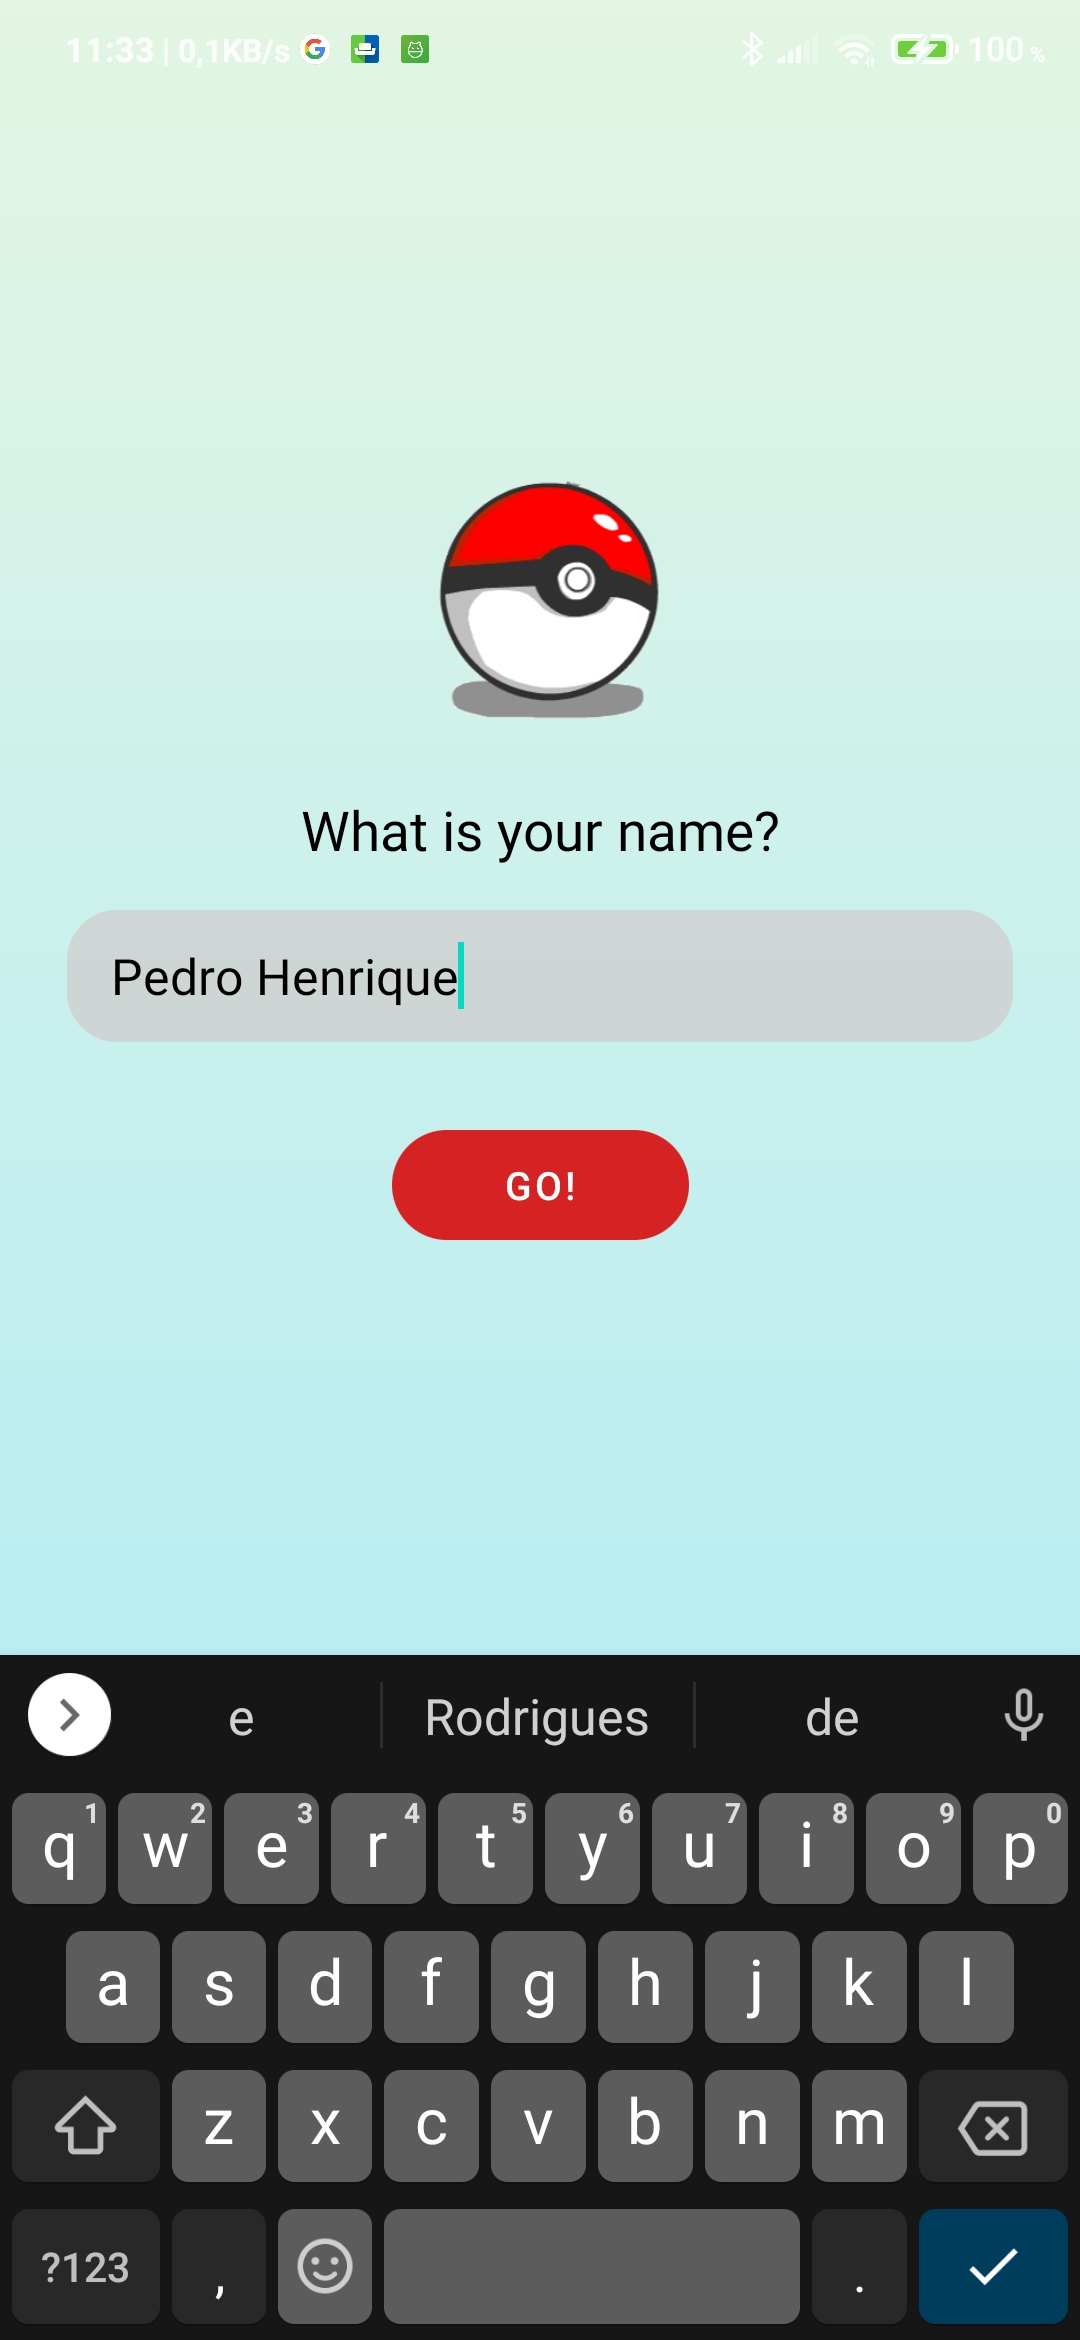 11:33 | 0,1KB/s G 100 %
What is your name?
Pedro Henrique
GO!
e Rodrigues de
q 1 w 2 e 3 r 4 t 5 y 6 u 7 i 8 o 9 p 0
a s d f g h j k l
z x c v b n m
?123 , .